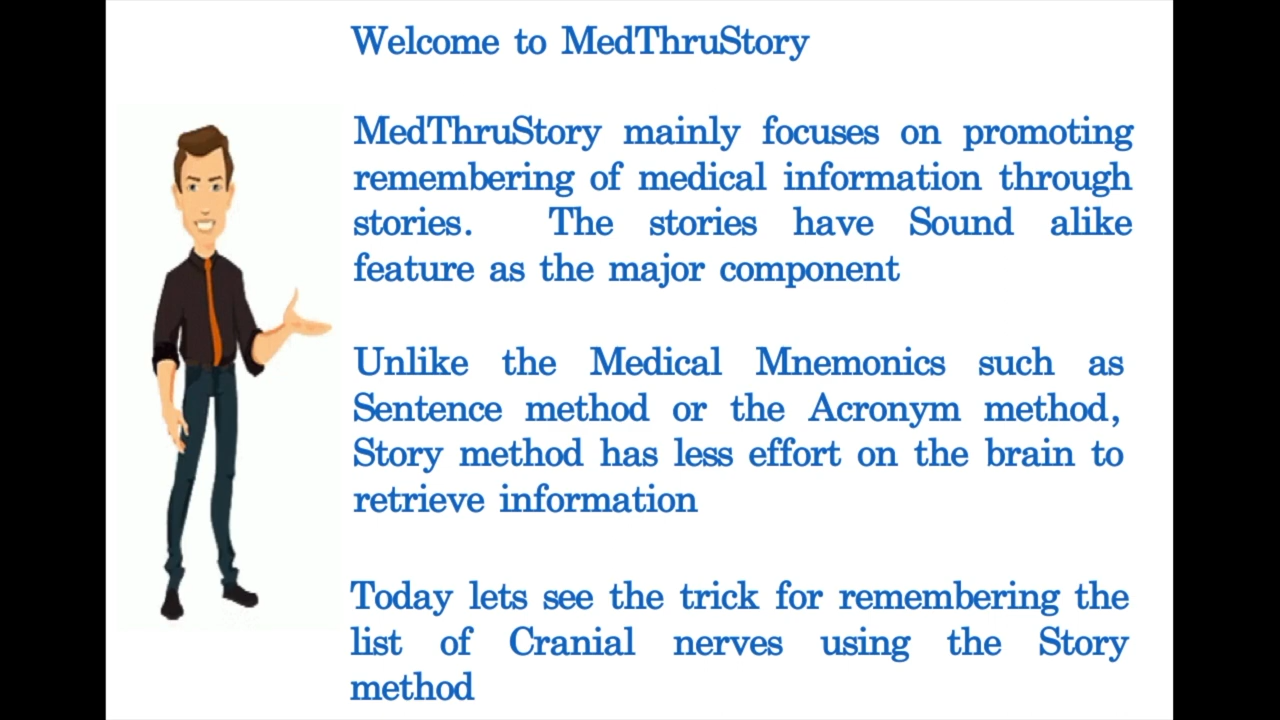 Welcome to MedThruStory
MedThruStory mainly focuses on promoting
remembering of medical information through
stories. The stories have Sound alike
feature as the major component
Unlike the Medical Mnemonics such as
Sentence method or the Acronym method,
Story method has less effort on the brain to
retrieve information
Today lets see the trick for remembering the
list of Cranial nerves using the Story
method